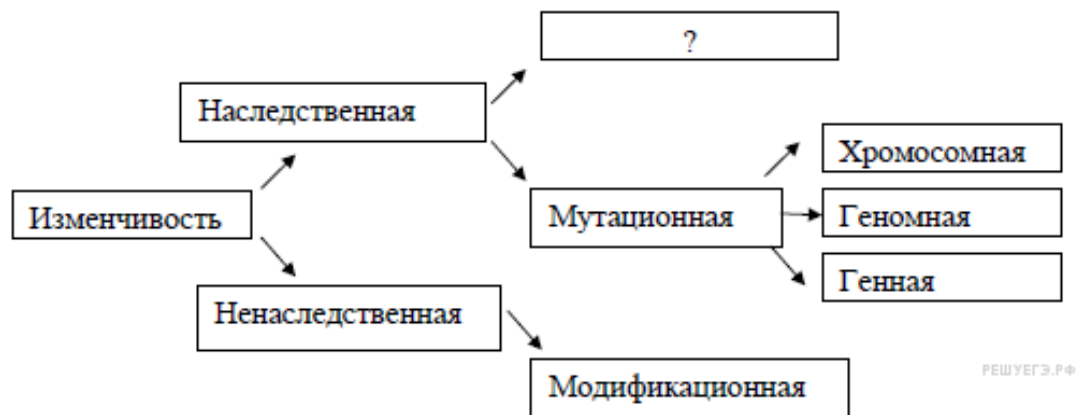 ?
Наследственная
Хромосомная
Изменчивость
Мутационная
Геномная
Генная
Ненаследственная
Модификационная
РЕШУЕГЭ.РФ